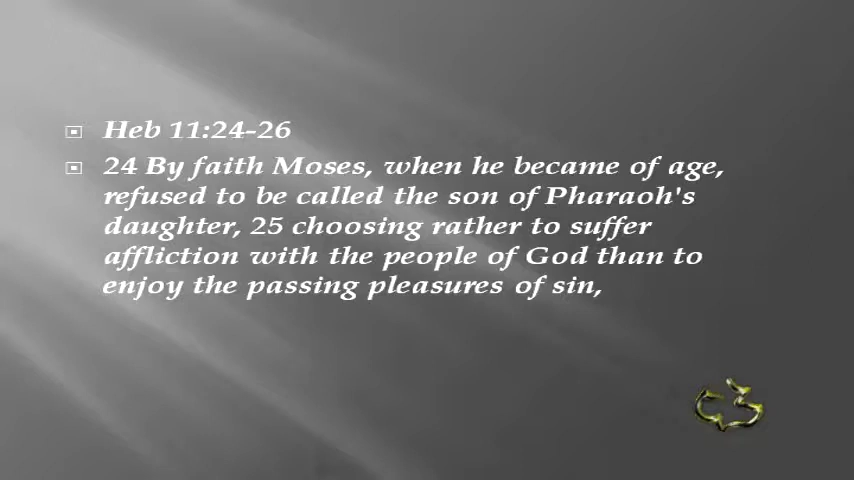 Heb 11:24-26
24 By faith Moses, when he became of age,
refused to be called the son of Pharaoh's
daughter, 25 choosing rather to suffer
affliction with the people of God than to
enjoy the passing pleasures of sin,